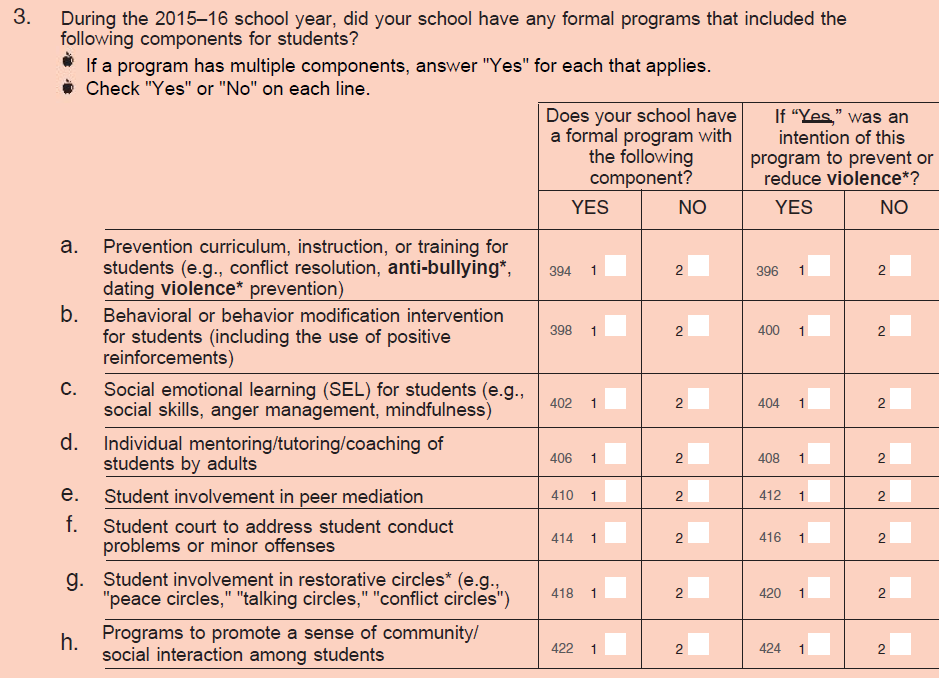 3. During the 2015–16 school year, did your school have any formal programs that included the
following components for students?
If a program has multiple components, answer "Yes" for each that applies.
Check "Yes" or "No" on each line.
Does your school have
a formal program with
the following
component?
If “Yes,” was an
intention of this
program to prevent or
reduce violence*?
YES NO YES NO
a. Prevention curriculum, instruction, or training for
students (e.g., conflict resolution, anti-bullying*,
dating violence* prevention)
394 1 2 396 1 2
b. Behavioral or behavior modification intervention
for students (including the use of positive
reinforcements)
398 1 2 400 1 2
c. Social emotional learning (SEL) for students (e.g.,
social skills, anger management, mindfulness)
402 1 2 404 1 2
d. Individual mentoring/tutoring/coaching of
students by adults
406 1 2 408 1 2
e. Student involvement in peer mediation
410 1 2 412 1 2
f. Student court to address student conduct
problems or minor offenses
414 1 2 416 1 2
g. Student involvement in restorative circles* (e.g.,
"peace circles," "talking circles," "conflict circles")
418 1 2 420 1 2
h. Programs to promote a sense of community/
social interaction among students
422 1 2 424 1 2